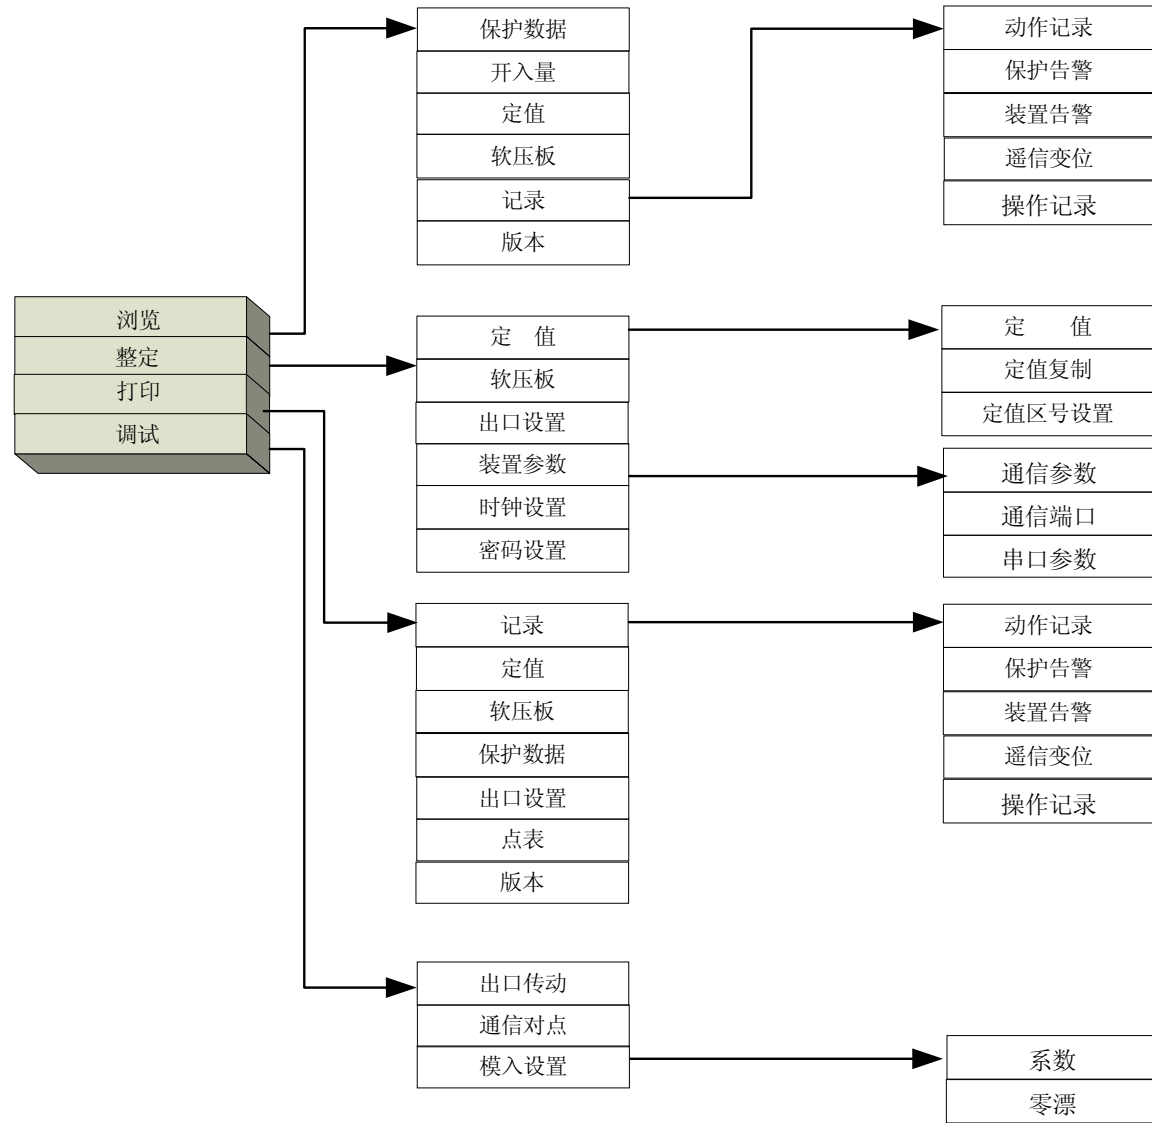 浏览
整定
打印
调试
保护数据
开入量
定值
软压板
记录
版本
动作记录
保护告警
装置告警
遥信变位
操作记录
定 值
软压板
出口设置
装置参数
时钟设置
密码设置
定 值
定值复制
定值区号设置
通信参数
通信端口
串口参数
记录
定值
软压板
保护数据
出口设置
点表
版本
动作记录
保护告警
装置告警
遥信变位
操作记录
出口传动
通信对点
模入设置
系数
零漂